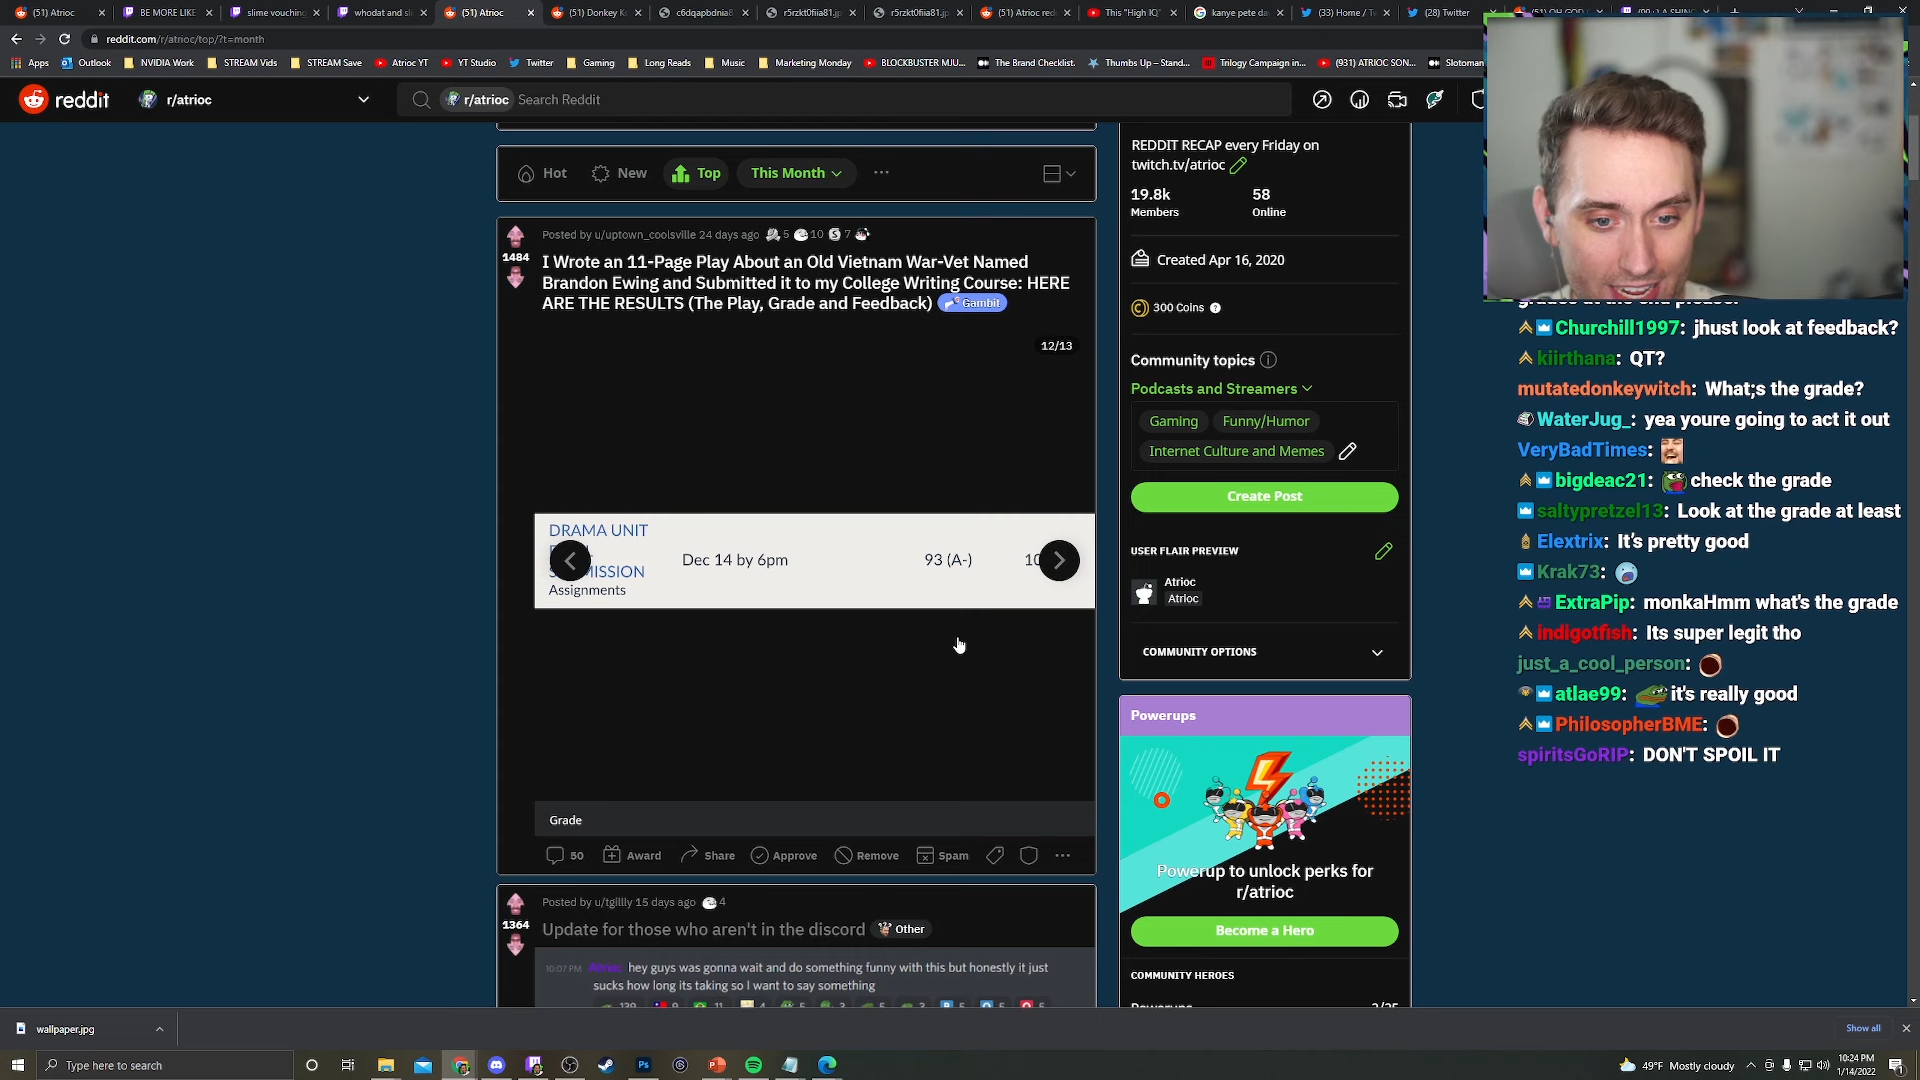 (51) Atrioc
BE MORE LIKE
slime vouching
whodat and sli
(51) Atrioc
(51) Donkey K
c6dqapbdnia8
r5rzkt0fiia81.jp
r5rzkt0fiia81.jp
(51) Atrioc red
This "High IQ"
kanye pete da
(33) Home / Tw
(28) Twitter
reddit.com/r/atrioc/top/?t=month
Apps
Outlook
NVIDIA Work
STREAM Vids
STREAM Save
Atrioc YT
YT Studio
Twitter
Gaming
Long Reads
Music
Marketing Monday
BLOCKBUSTER MJU...
The Brand Checklist.
Thumbs Up – Stand...
Trilogy Campaign in...
(931) ATRIOC SON...
Slotoman
reddit
r/atrioc
r/atrioc Search Reddit
Hot
New
Top
This Month
Posted by u/uptown_coolsville 24 days ago 5 10 7
1484
I Wrote an 11-Page Play About an Old Vietnam War-Vet Named
Brandon Ewing and Submitted it to my College Writing Course: HERE
ARE THE RESULTS (The Play, Grade and Feedback) Gambit
12/13
DRAMA UNIT
Assignments
Dec 14 by 6pm
93 (A-)
Grade
50
Award
Share
Approve
Remove
Spam
Posted by u/tgillly 15 days ago 4
1364
Update for those who aren't in the discord Other
10:07 PM Atrioc hey guys was gonna wait and do something funny with this but honestly it just
sucks how long its taking so I want to say something
REDDIT RECAP every Friday on
twitch.tv/atrioc
19.8k
Members
58
Online
Created Apr 16, 2020
300 Coins
Community topics
Podcasts and Streamers
Gaming
Funny/Humor
Internet Culture and Memes
Create Post
USER FLAIR PREVIEW
Atrioc
Atrioc
COMMUNITY OPTIONS
Powerups
Powerup to unlock perks for
r/atrioc
Become a Hero
COMMUNITY HEROES
Churchill1997: jhust look at feedback?
kiirthana: QT?
mutatedonkeywitch: What;s the grade?
WaterJug_: yea youre going to act it out
VeryBadTimes:
bigdeac21: check the grade
saltypretzel13: Look at the grade at least
Elextrix: It's pretty good
Krak73:
ExtraPip: monkaHmm what's the grade
indigotfish: Its super legit tho
just_a_cool_person:
atlae99: it's really good
PhilosopherBME:
spiritsGoRIP: DON'T SPOIL IT
wallpaper.jpg
Show all
Type here to search
49°F Mostly cloudy
10:24 PM
1/14/2022